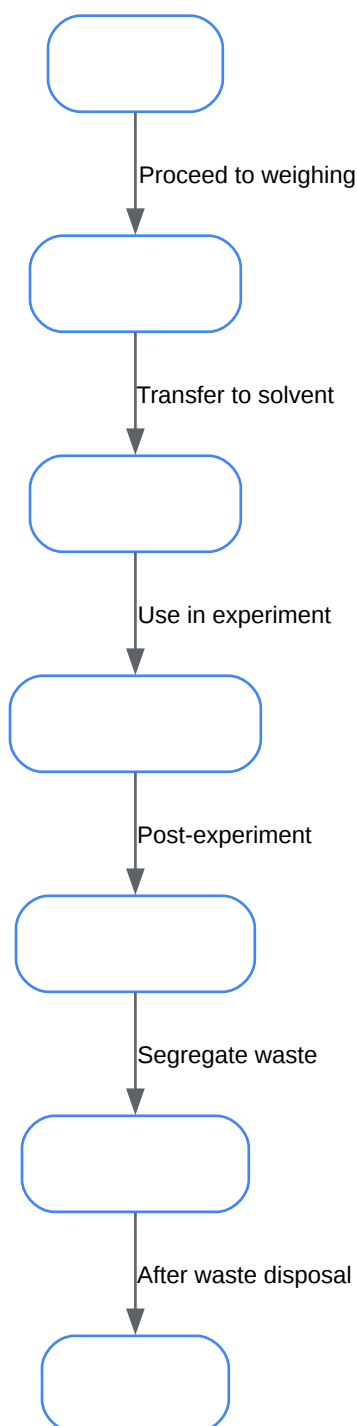 Proceed to weighing
Transfer to solvent
Use in experiment
Post-experiment
Segregate waste
After waste disposal